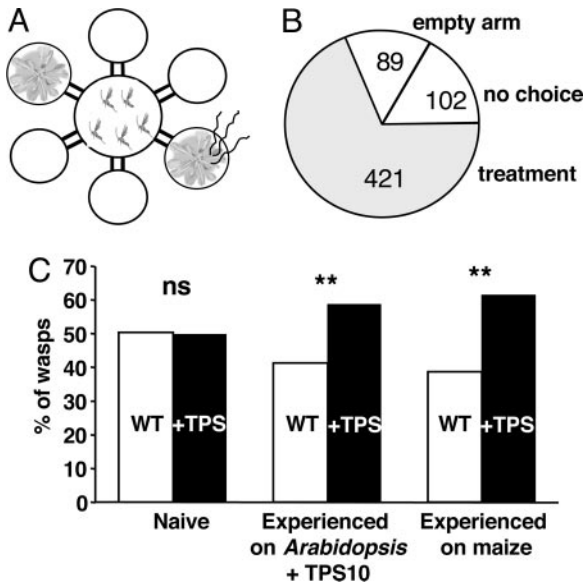 A
B
empty arm
89
102
no choice
421
treatment
C
70
60
50
40
30
20
10
0
% of wasps
ns
**
**
WT
+TPS
WT
+TPS
WT
+TPS
Naive
Experienced
on Arabidopsis
+ TPS10
Experienced
on maize